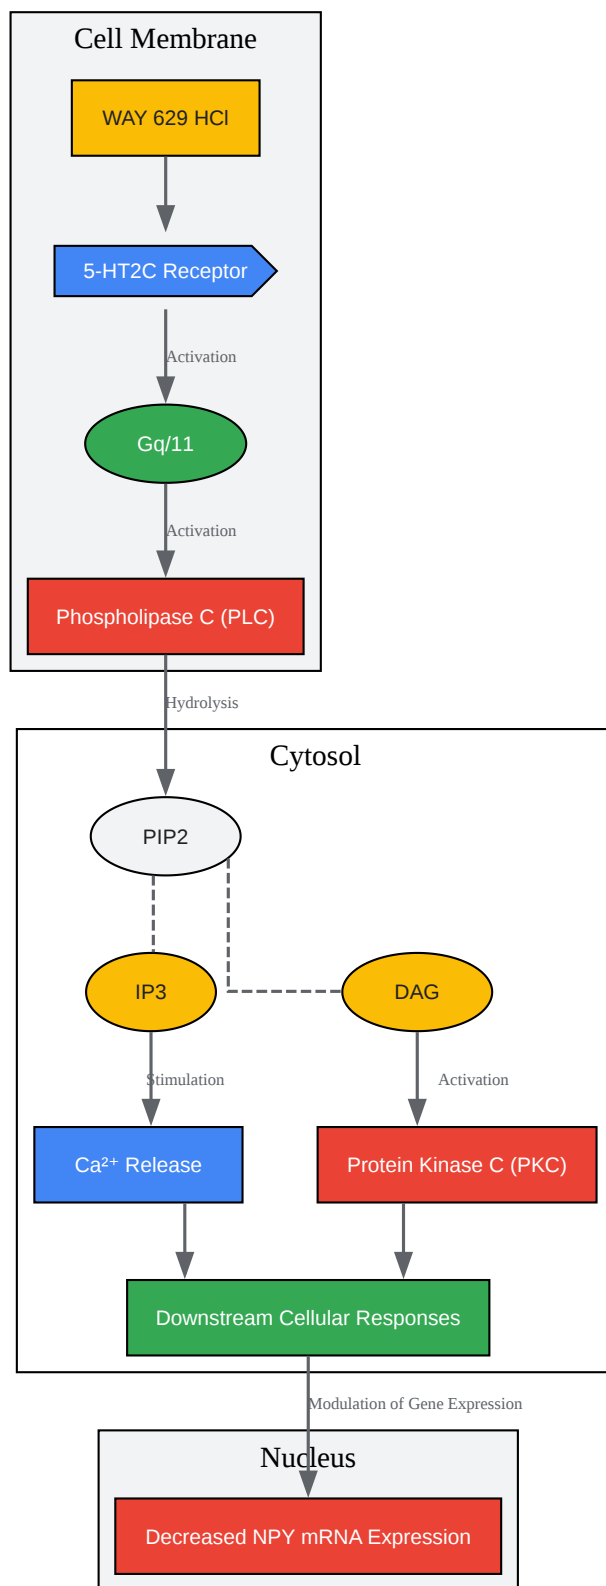 Cell Membrane
WAY 629 HCl
5-HT2C Receptor
Activation
Gq/11
Activation
Phospholipase C (PLC)
Hydrolysis
Cytosol
PIP2
IP3
DAG
Stimulation
Activation
Ca²⁺ Release
Protein Kinase C (PKC)
Downstream Cellular Responses
Modulation of Gene Expression
Nucleus
Decreased NPY mRNA Expression